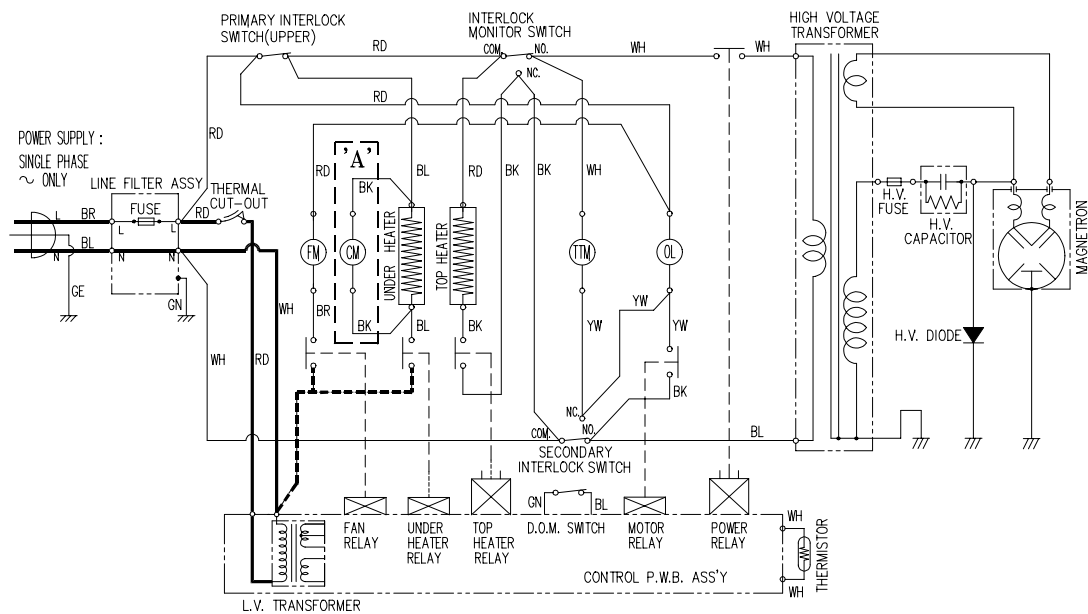 PRIMARY INTERLOCK
SWITCH(UPPER)
INTERLOCK
MONITOR SWITCH
HIGH VOLTAGE
TRANSFORMER
RD
COM.
NO.
WH
WH
NC.
RD
POWER SUPPLY :
SINGLE PHASE
~ ONLY
RD
'A'
LINE FILTER ASSY
THERMAL
CUT-OUT
RD
BK
BL
RD
BK
BK
WH
L
BR
FUSE
L
L
RD
H.V.
FUSE
H.V.
CAPACITOR
MAGNETRON
BL
N
N
N
FM
CM
UNDER HEATER
TOP HEATER
TTM
OL
GE
GN
WH
BR
BK
BL
BK
YW
YW
H.V. DIODE
WH
RD
BK
NC.
COM.
NO.
BL
SECONDARY
INTERLOCK SWITCH
GN
BL
FAN
RELAY
UNDER
HEATER
RELAY
TOP
HEATER
RELAY
D.O.M. SWITCH
MOTOR
RELAY
POWER
RELAY
WH
THERMISTOR
WH
CONTROL P.W.B. ASS'Y
L.V. TRANSFORMER